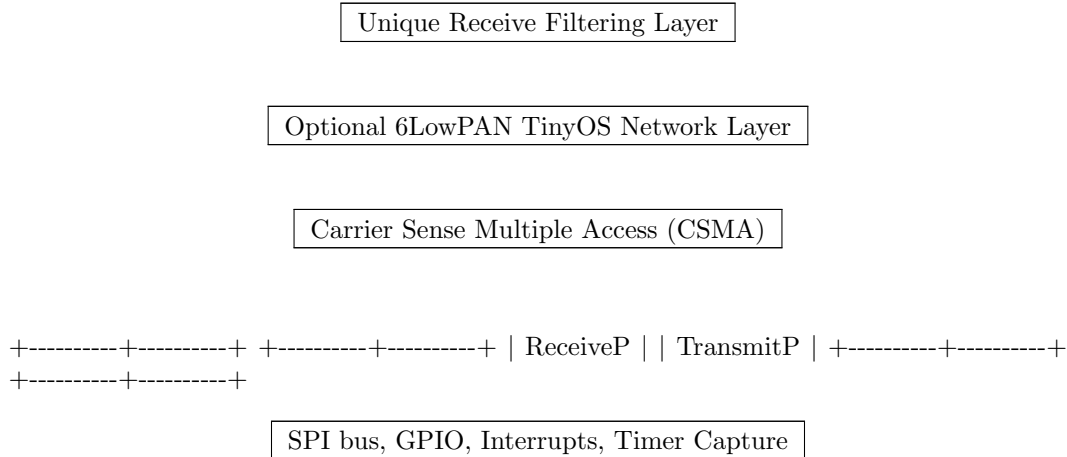 Unique Receive Filtering Layer
Optional 6LowPAN TinyOS Network Layer
Carrier Sense Multiple Access (CSMA)
+----------+----------+ +----------+----------+ | ReceiveP | | TransmitP | +----------+----------+
+----------+----------+
SPI bus, GPIO, Interrupts, Timer Capture